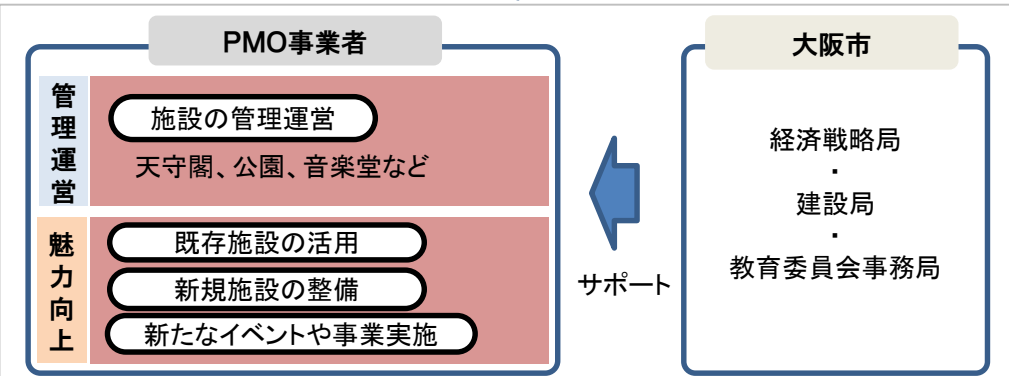 PMO事業者
管理運営
施設の管理運営
天守閣、公園、音楽堂など
魅力向上
既存施設の活用
新規施設の整備
新たなイベントや事業実施
サポート
大阪市
経済戦略局
・
建設局
・
教育委員会事務局